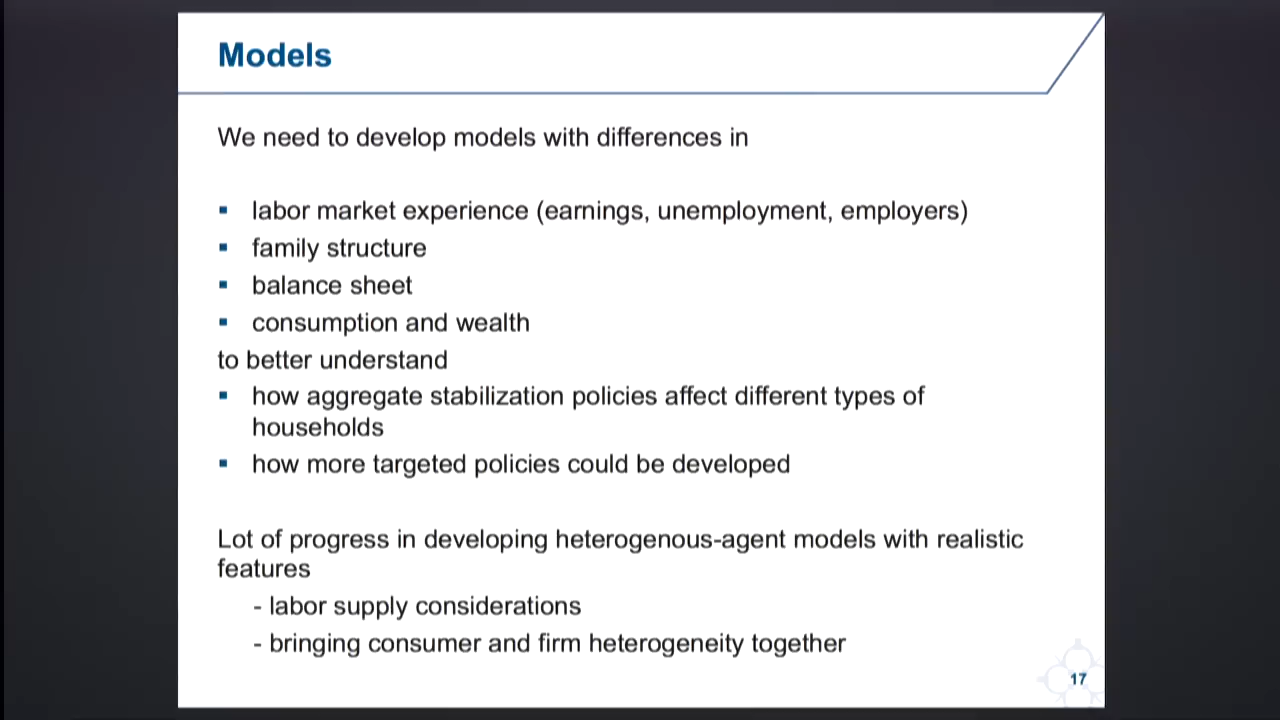 Models
We need to develop models with differences in
▪ labor market experience (earnings, unemployment, employers)
▪ family structure
▪ balance sheet
▪ consumption and wealth
to better understand
▪ how aggregate stabilization policies affect different types of
households
▪ how more targeted policies could be developed
Lot of progress in developing heterogenous-agent models with realistic
features
- labor supply considerations
- bringing consumer and firm heterogeneity together
17